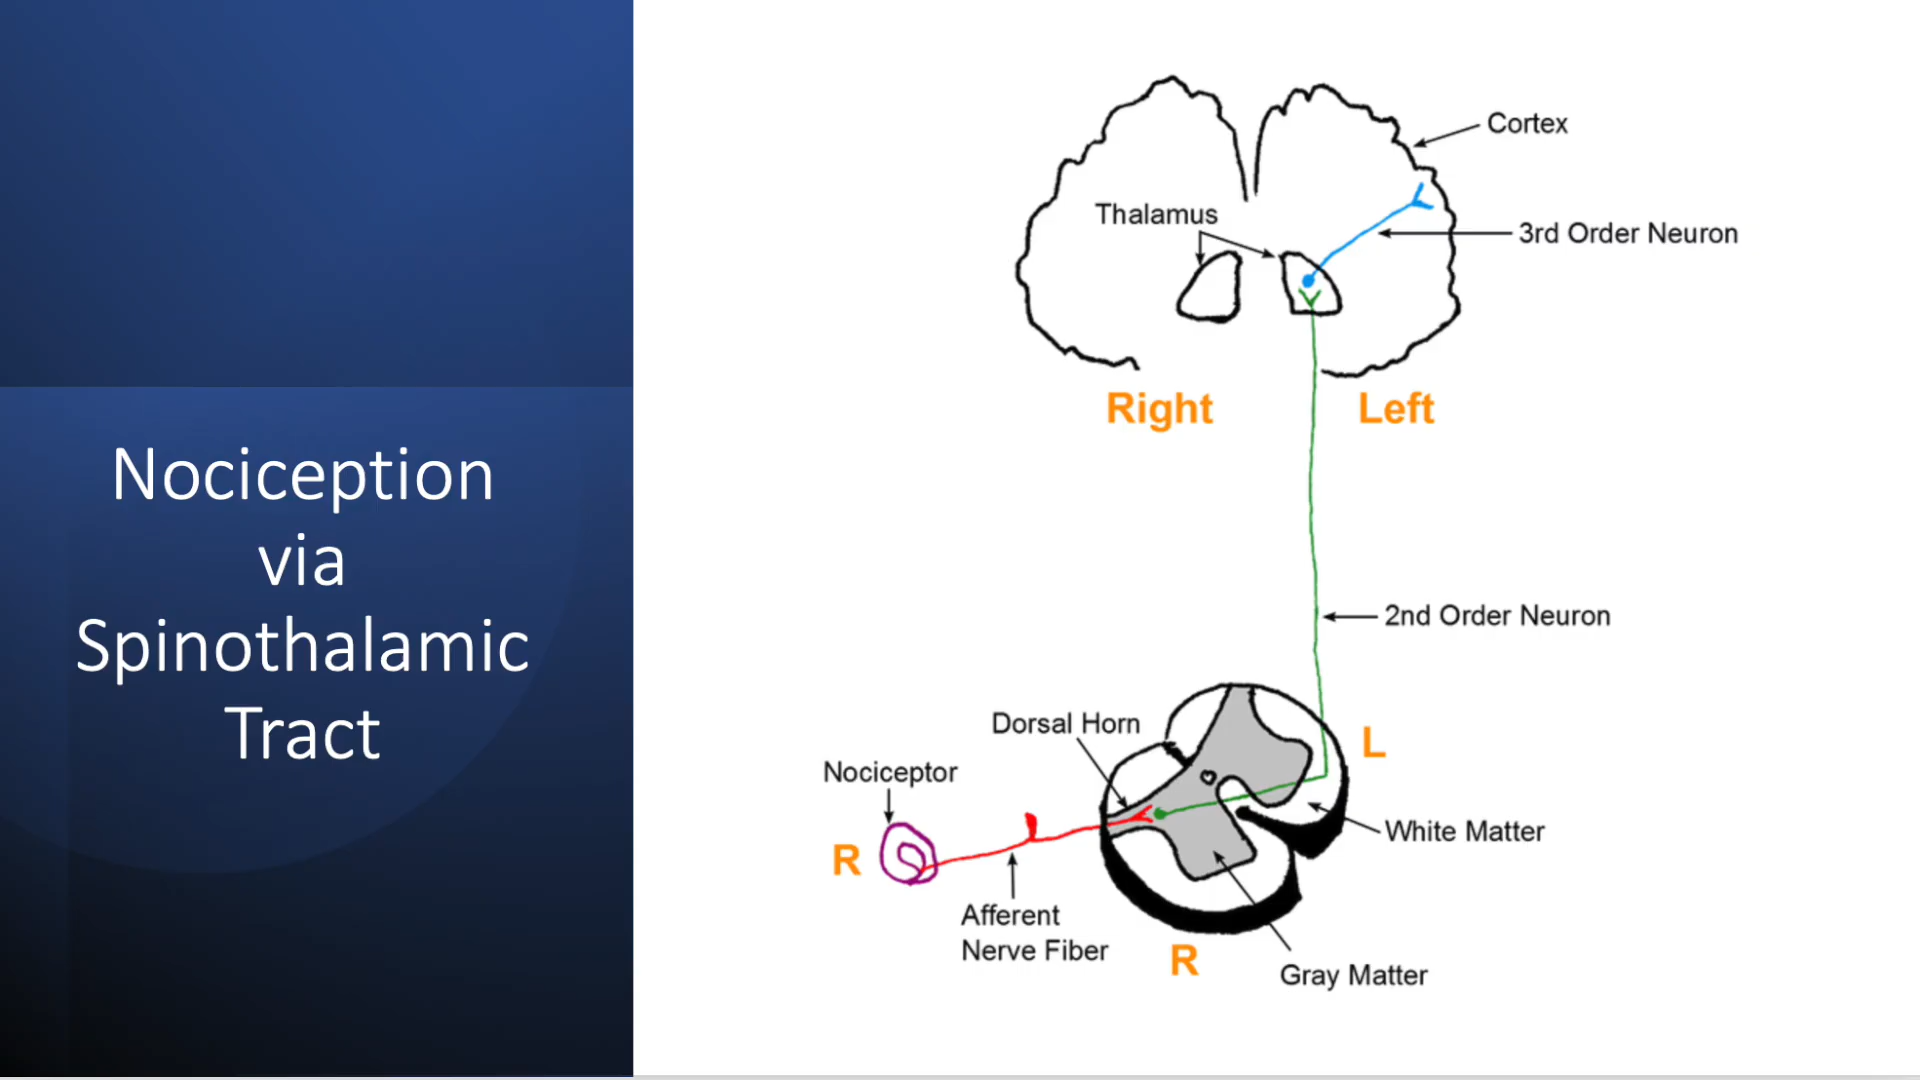 Nociception
via
Spinothalamic
Tract
Cortex
Thalamus
3rd Order Neuron
Right
Left
2nd Order Neuron
Dorsal Horn
L
Nociceptor
White Matter
R
Afferent
Nerve Fiber
R
Gray Matter